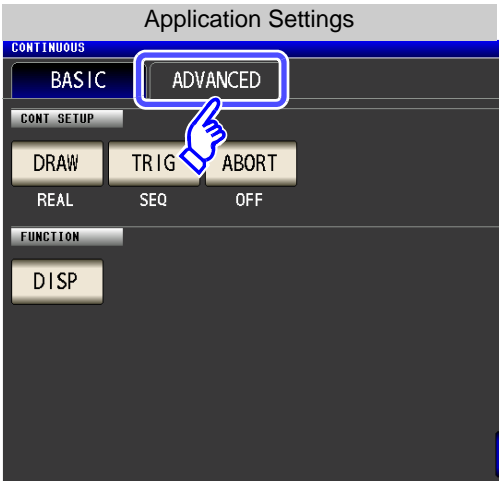 Application Settings
CONTINUOUS
BASIC ADVANCED
CONT SETUP
DRAW TRIG ABORT
REAL SEQ OFF
FUNCTION
DISP